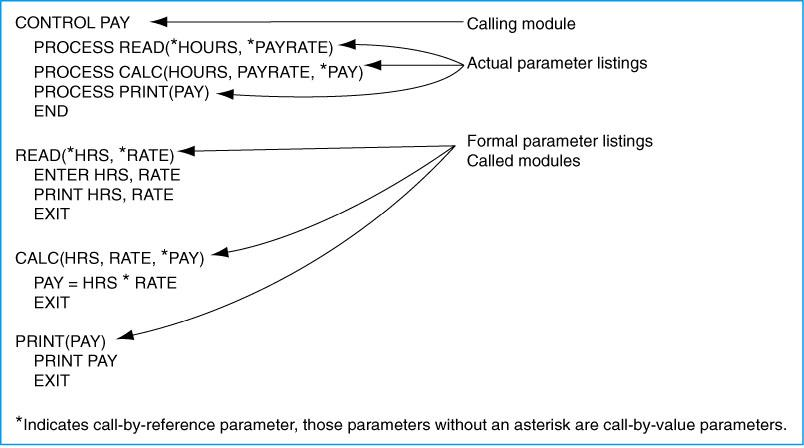 CONTROL PAY
Calling module
PROCESS READ(*HOURS, *PAYRATE)
PROCESS CALC(HOURS, PAYRATE, *PAY)
Actual parameter listings
PROCESS PRINT(PAY)
END
Formal parameter listings
Called modules
READ(*HRS, *RATE)
ENTER HRS, RATE
PRINT HRS, RATE
EXIT
CALC(HRS, RATE, *PAY)
PAY = HRS * RATE
EXIT
PRINT(PAY)
PRINT PAY
EXIT
*Indicates call-by-reference parameter, those parameters without an asterisk are call-by-value parameters.